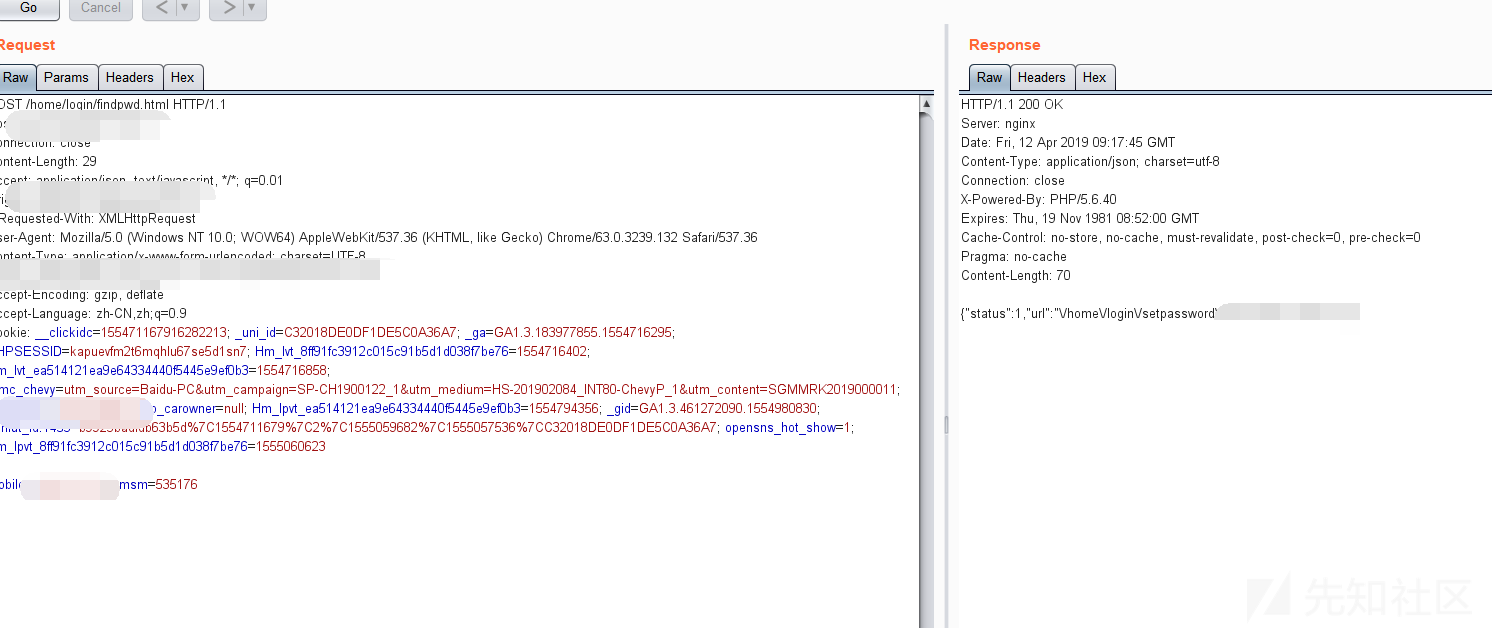 Go Cancel < ▼ > ▼
Request
Raw Params Headers Hex
OST /home/login/findpwd.html HTTP/1.1
onnection: close
ontent-Length: 29
ccept: application/json, text/javascript, */*; q=0.01
Requested-With: XMLHttpRequest
ser-Agent: Mozilla/5.0 (Windows NT 10.0; WOW64) AppleWebKit/537.36 (KHTML, like Gecko) Chrome/63.0.3239.132 Safari/537.36
ontent-Type: application/x-www-form-urlencoded; charset=UTF-8
ccept-Encoding: gzip, deflate
ccept-Language: zh-CN,zh;q=0.9
ookie: __clickidc=155471167916282213; _uni_id=C32018DE0DF1DE5C0A36A7; _ga=GA1.3.183977855.1554716295;
HPSESSID=kapuevfm2t6mqhlu67se5d1sn7; Hm_lvt_8ff91fc3912c015c91b5d1d038f7be76=1554716402;
m_lvt_ea514121ea9e64334440f5445e9ef0b3=1554716858;
mc_chevy=utm_source=Baidu-PC&utm_campaign=SP-CH1900122_1&utm_medium=HS-201902084_INT80-ChevyP_1&utm_content=SGMMRK2019000011;
_carowner=null; Hm_lpvt_ea514121ea9e64334440f5445e9ef0b3=1554794356; _gid=GA1.3.461272090.1554980830;
%7C1554711679%7C2%7C1555059682%7C1555057536%7CC32018DE0DF1DE5C0A36A7; opensns_hot_show=1;
m_lpvt_8ff91fc3912c015c91b5d1d038f7be76=1555060623
obile msm=535176
Response
Raw Headers Hex
HTTP/1.1 200 OK
Server: nginx
Date: Fri, 12 Apr 2019 09:17:45 GMT
Content-Type: application/json; charset=utf-8
Connection: close
X-Powered-By: PHP/5.6.40
Expires: Thu, 19 Nov 1981 08:52:00 GMT
Cache-Control: no-store, no-cache, must-revalidate, post-check=0, pre-check=0
Pragma: no-cache
Content-Length: 70
{"status":1,"url":"\/home\/login\/setpassword
先知社区